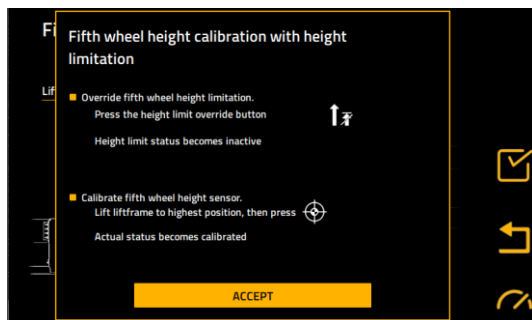 Fi
Fifth wheel height calibration with height
limitation
Lif
Override fifth wheel height limitation.
Press the height limit override button
Height limit status becomes inactive
Calibrate fifth wheel height sensor.
Lift liftframe to highest position, then press
Actual status becomes calibrated
ACCEPT